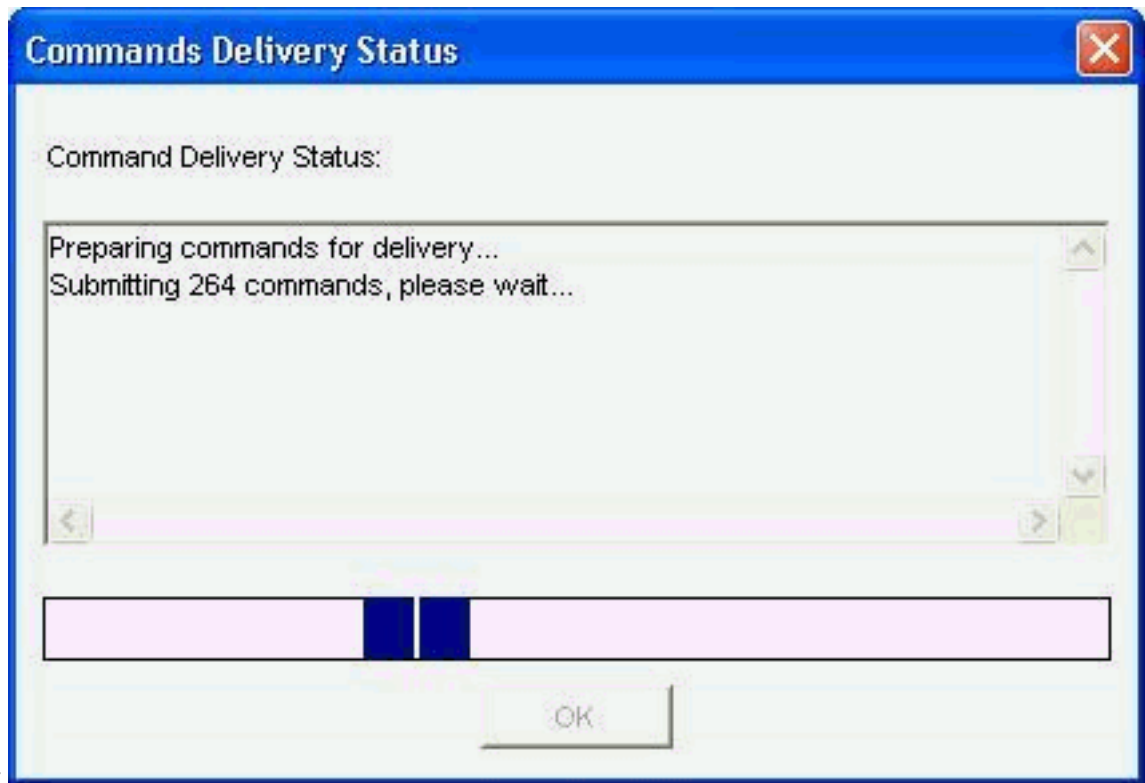 Commands Delivery Status
Command Delivery Status:
Preparing commands for delivery...
Submitting 264 commands, please wait...
OK